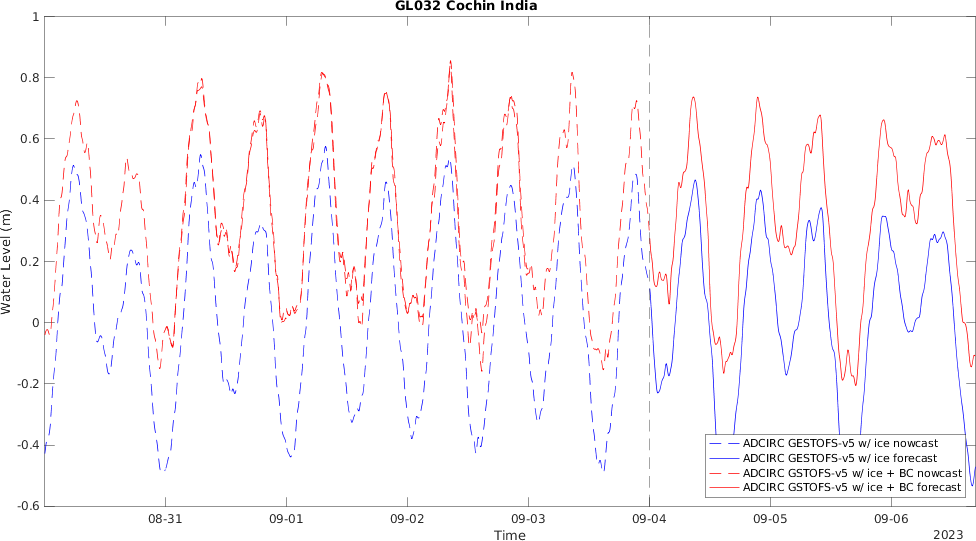 GL032 Cochin India
Water Level (m)
1
0.8
0.6
0.4
0.2
0
-0.2
-0.4
-0.6
ADCIRC GESTOFS-v5 w/ ice nowcast
ADCIRC GESTOFS-v5 w/ ice forecast
ADCIRC GSTOFS-v5 w/ ice + BC nowcast
ADCIRC GSTOFS-v5 w/ ice + BC forecast
08-31 09-01 09-02 09-03 09-04 09-05 09-06
Time
2023